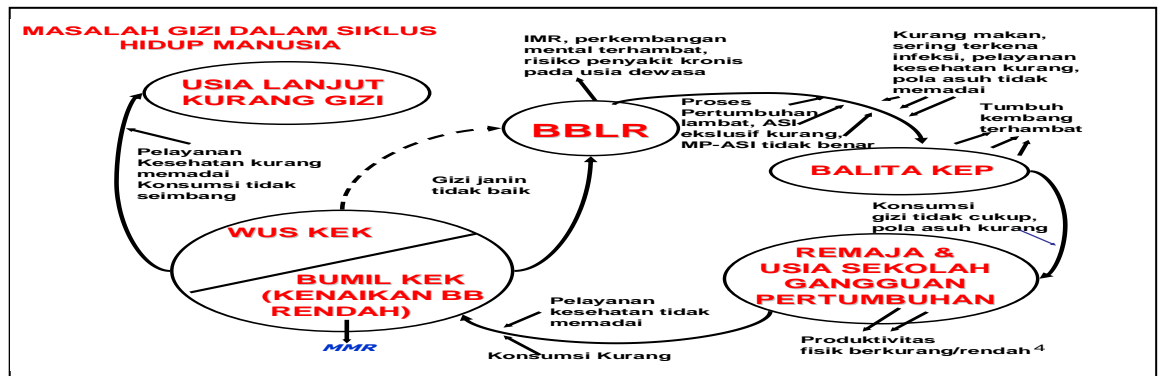 MASALAH GIZI DALAM SIKLUS
HIDUP MANUSIA
USIA LANJUT
KURANG GIZI
IMR, perkembangan
mental terhambat,
risiko penyakit kronis
pada usia dewasa
Kurang makan,
sering terkena
infeksi, pelayanan
kesehatan kurang,
pola asuh tidak
memadai
BBLR
Proses
Pertumbuhan
lambat, ASI
ekslusif kurang,
MP-ASI tidak benar
Tumbuh
kembang
terhambat
Pelayanan
Kesehatan kurang
memadai
Konsumsi tidak
seimbang
Gizi janin
tidak baik
BALITA KEP
Konsumsi
gizi tidak cukup,
pola asuh kurang
WUS KEK
BUMIL KEK
(KENAIKAN BB
RENDAH)
REMAJA &
USIA SEKOLAH
GANGGUAN
PERTUMBUHAN
Pelayanan
kesehatan tidak
memadai
MMR
Konsumsi Kurang
Produktivitas
fisik berkurang/rendah 4